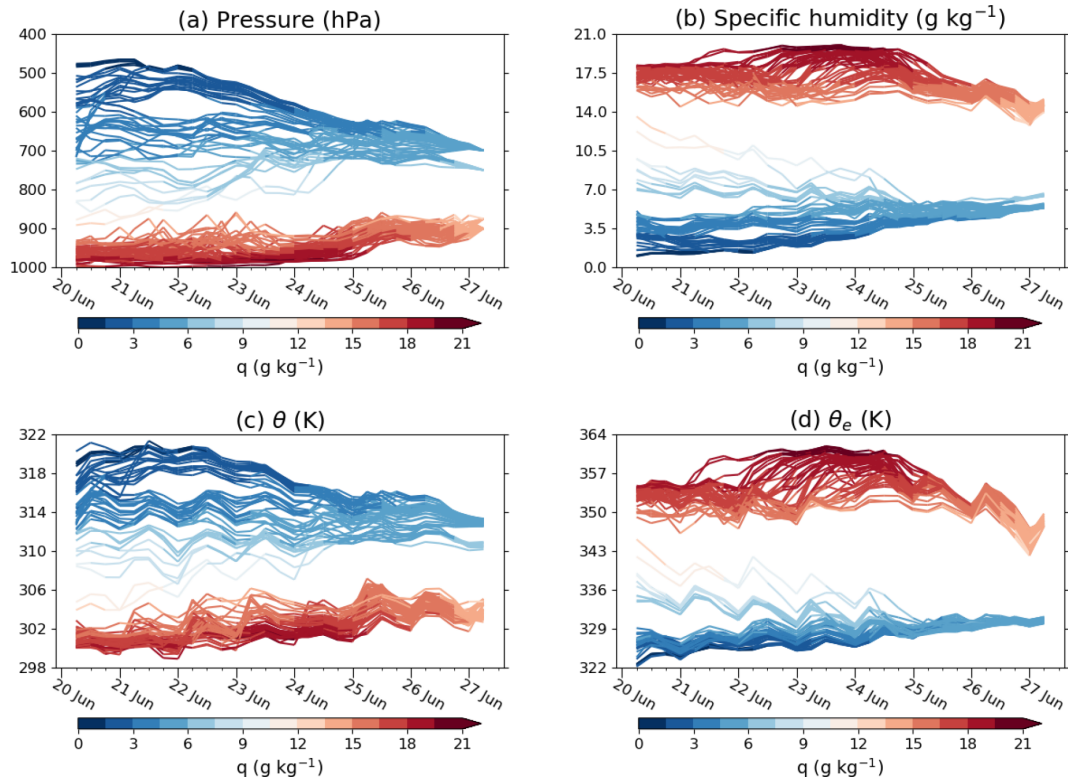 (a) Pressure (hPa)
400
500
600
700
800
900
1000
20 Jun
21 Jun
22 Jun
23 Jun
24 Jun
25 Jun
26 Jun
27 Jun
0 3 6 9 12 15 18 21
q (g kg⁻¹)
(b) Specific humidity (g kg⁻¹)
21.0
17.5
14.0
10.5
7.0
3.5
0.0
20 Jun
21 Jun
22 Jun
23 Jun
24 Jun
25 Jun
26 Jun
27 Jun
0 3 6 9 12 15 18 21
q (g kg⁻¹)
(c) θ (K)
322
318
314
310
306
302
298
20 Jun
21 Jun
22 Jun
23 Jun
24 Jun
25 Jun
26 Jun
27 Jun
0 3 6 9 12 15 18 21
q (g kg⁻¹)
(d) θₑ (K)
364
357
350
343
336
329
322
20 Jun
21 Jun
22 Jun
23 Jun
24 Jun
25 Jun
26 Jun
27 Jun
0 3 6 9 12 15 18 21
q (g kg⁻¹)